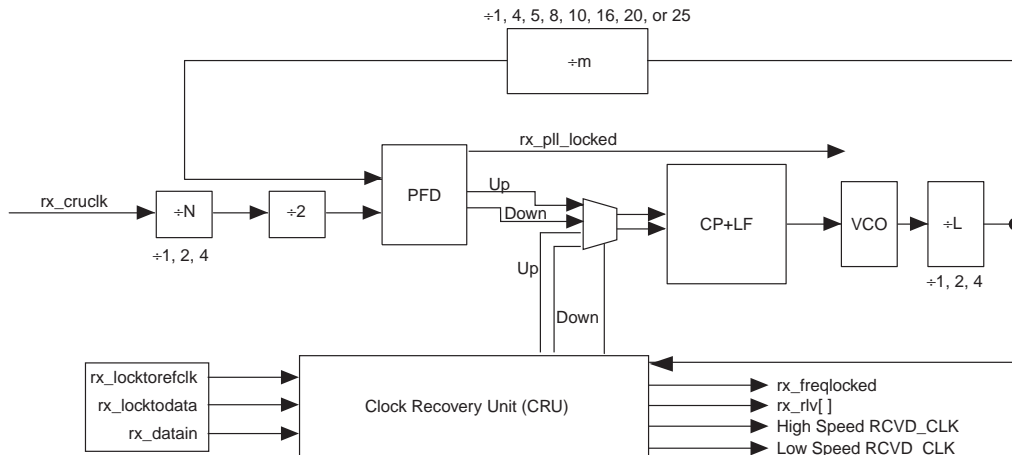 ÷1, 4, 5, 8, 10, 16, 20, or 25
÷m
rx_pll_locked
rx_cruclk
÷N
÷2
PFD
Up
Down
CP+LF
VCO
÷L
÷1, 2, 4
÷1, 2, 4
Up
Down
rx_locktorefclk
rx_locktodata
rx_datain
Clock Recovery Unit (CRU)
rx_freqlocked
rx_rlv[ ]
High Speed RCVD_CLK
Low Speed RCVD_CLK